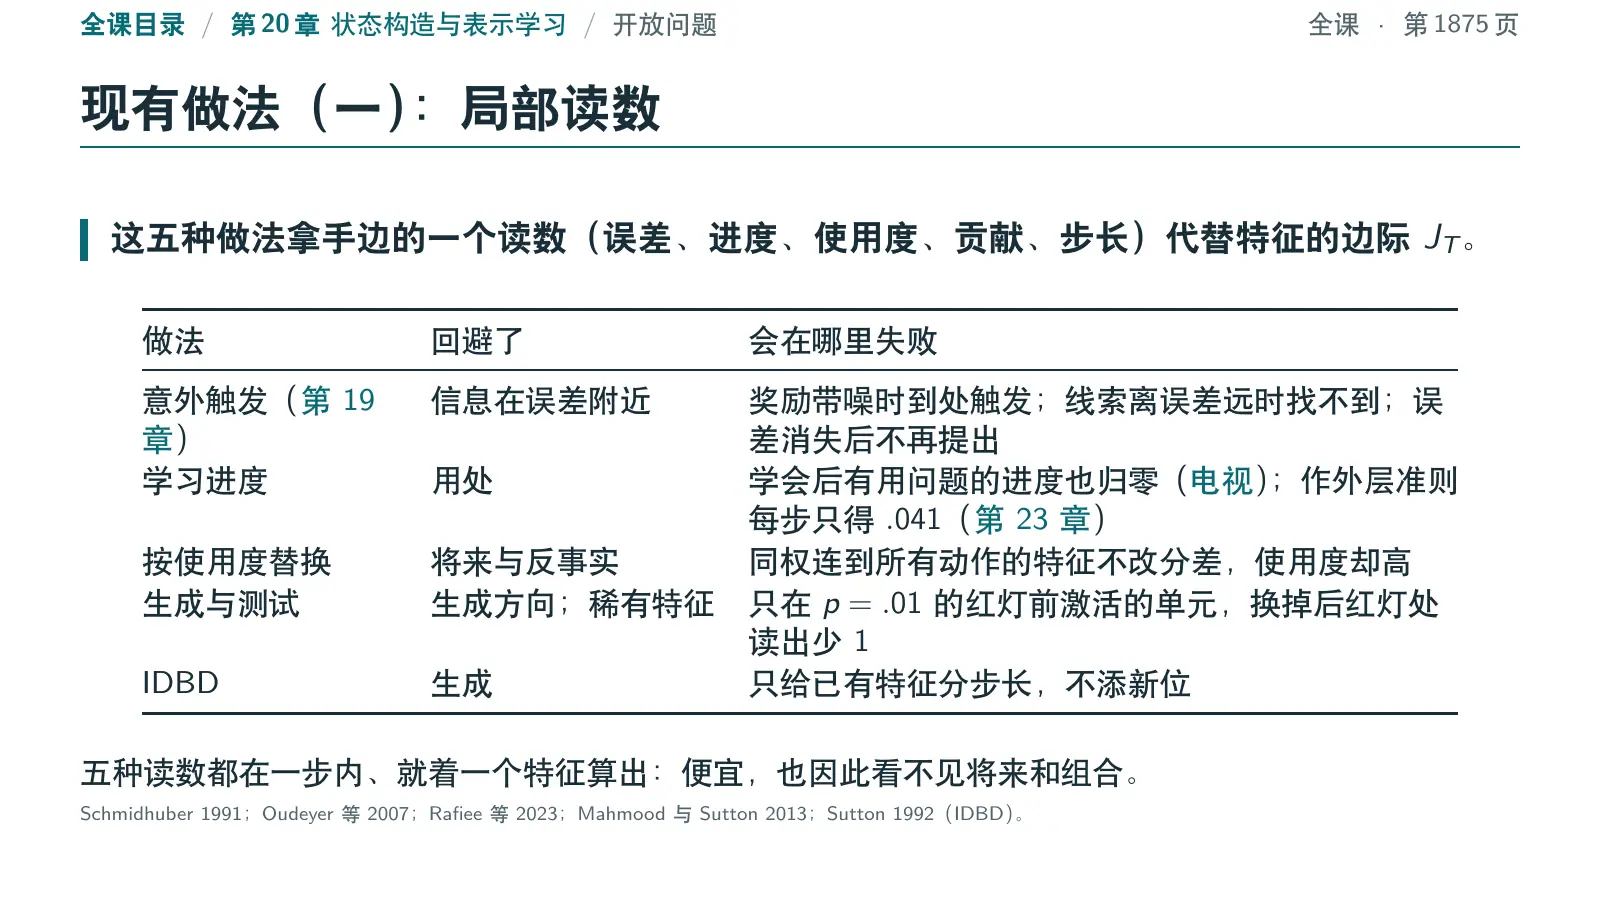 全课目录 / 第 20 章 状态构造与表示学习 / 开放问题
全课 · 第 1875 页
现有做法（一）：局部读数
这五种做法拿手边的一个读数（误差、进度、使用度、贡献、步长）代替特征的边际 J_T。
做法 回避了 会在哪里失败
意外触发（第 19 章） 信息在误差附近 奖励带噪时到处触发；线索离误差远时找不到；误差消失后不再提出
学习进度 用处 学会后有用问题的进度也归零（电视）；作外层准则每步只得 .041（第 23 章）
按使用度替换 将来与反事实 同权连到所有动作的特征不改分差，使用度却高
生成与测试 生成方向；稀有特征 只在 p = .01 的红灯前激活的单元，换掉后红灯处读出少 1
IDBD 生成 只给已有特征分步长，不添新位
五种读数都在一步内、就着一个特征算出：便宜，也因此看不见将来和组合。
Schmidhuber 1991；Oudeyer 等 2007；Rafiee 等 2023；Mahmood 与 Sutton 2013；Sutton 1992（IDBD）。